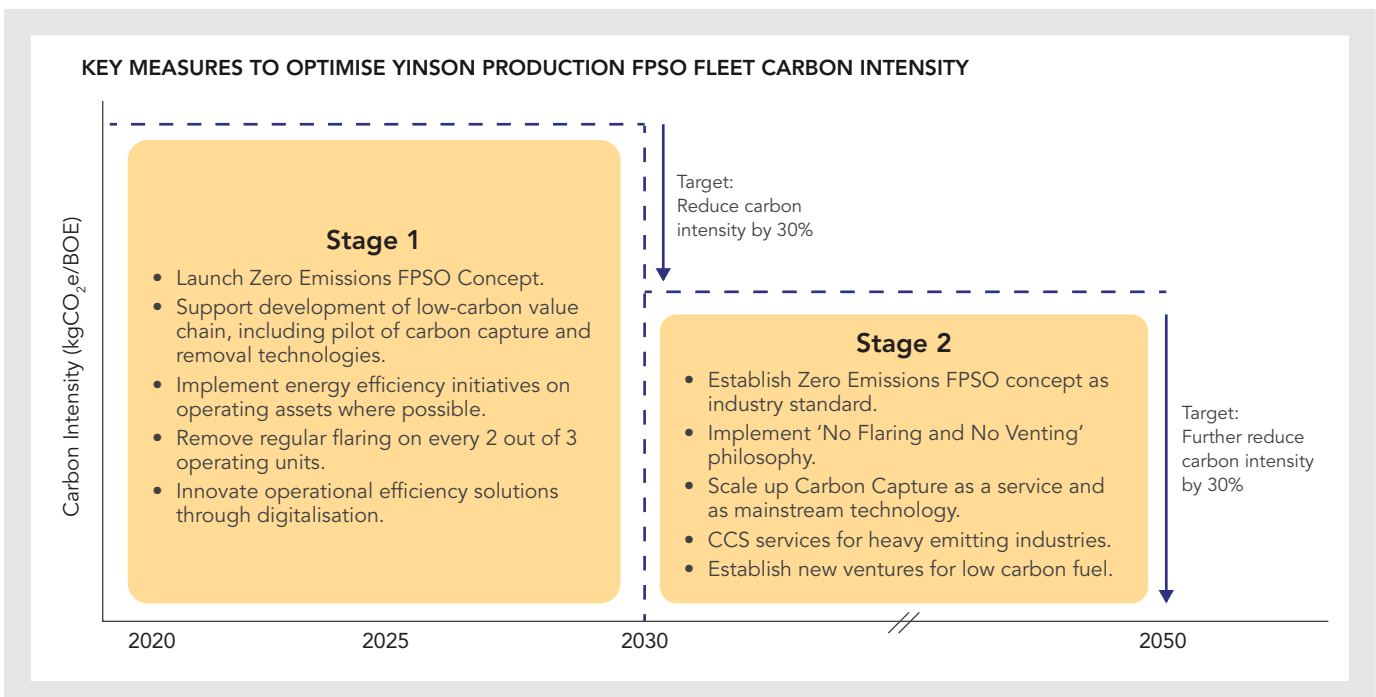 KEY MEASURES TO OPTIMISE YINSON PRODUCTION FPSO FLEET CARBON INTENSITY
Carbon Intensity (kgCO₂e/BOE)
Stage 1
• Launch Zero Emissions FPSO Concept.
• Support development of low-carbon value
chain, including pilot of carbon capture and
removal technologies.
• Implement energy efficiency initiatives on
operating assets where possible.
• Remove regular flaring on every 2 out of 3
operating units.
• Innovate operational efficiency solutions
through digitalisation.
Target:
Reduce carbon
intensity by 30%
Stage 2
• Establish Zero Emissions FPSO concept as
industry standard.
• Implement ‘No Flaring and No Venting’
philosophy.
• Scale up Carbon Capture as a service and
as mainstream technology.
• CCS services for heavy emitting industries.
• Establish new ventures for low carbon fuel.
Target:
Further reduce
carbon intensity
by 30%
2020 2025 2030 2050